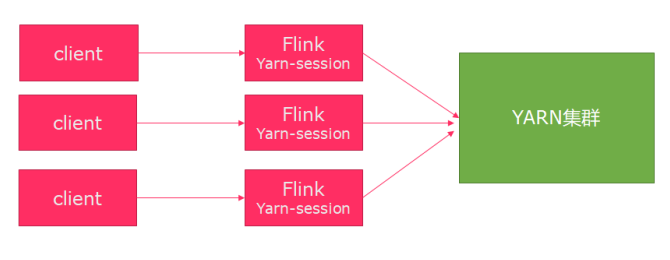 client
Flink
Yarn-session
client
Flink
Yarn-session
client
Flink
Yarn-session
YARN集群